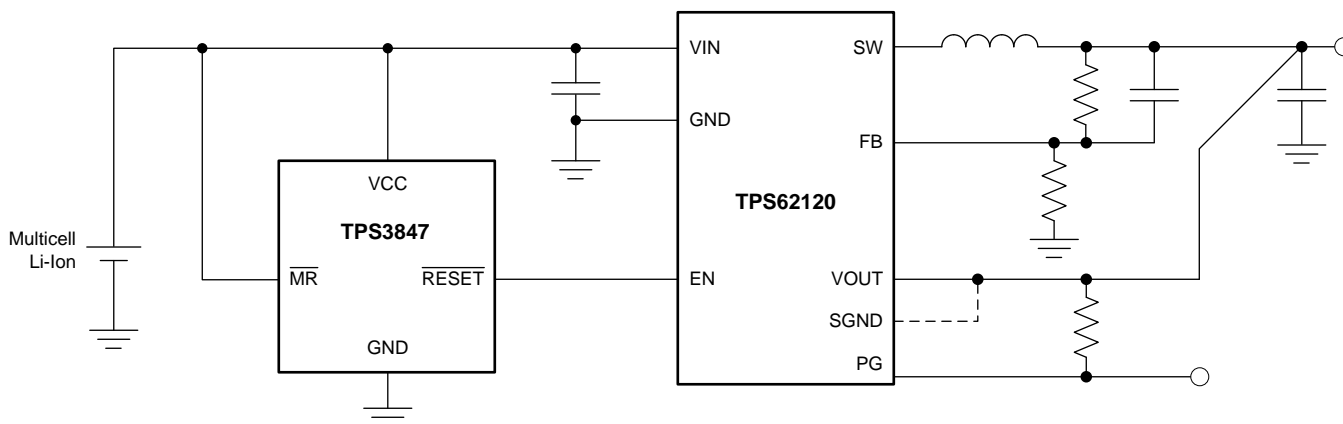 Multicell
Li-Ion
VCC
TPS3847
MR
RESET
GND
VIN
SW
GND
FB
TPS62120
EN
VOUT
SGND
PG